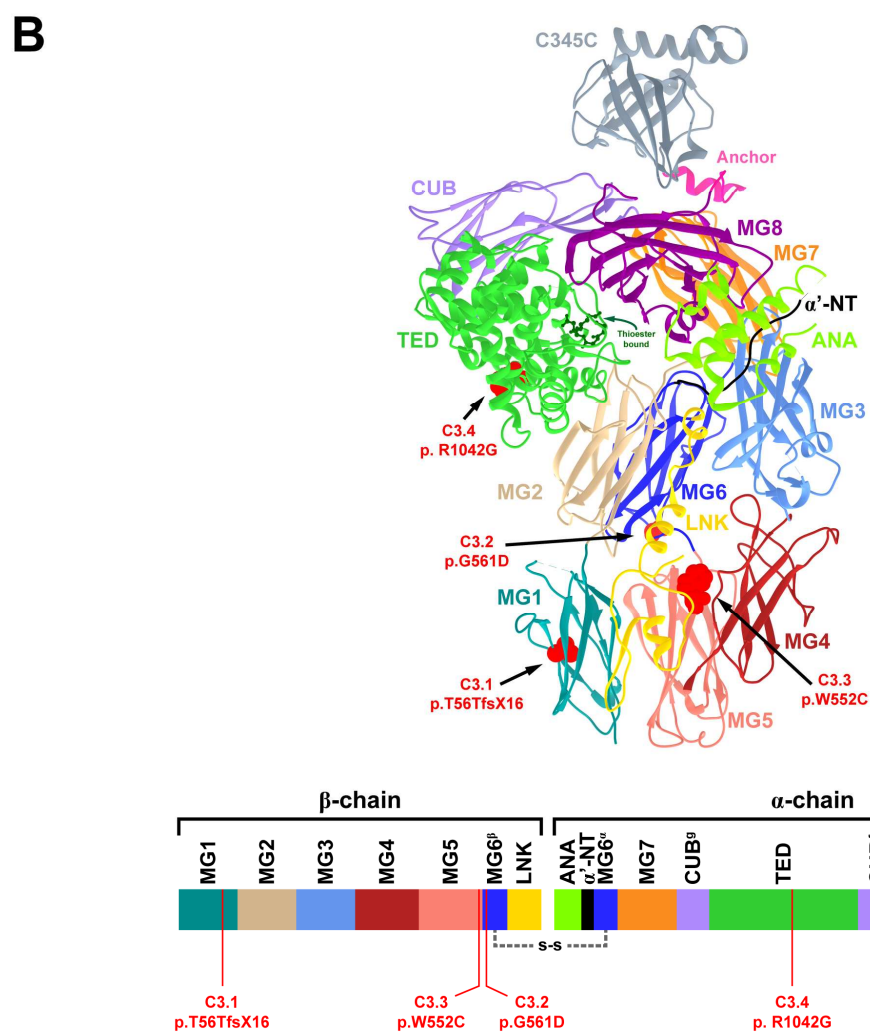 B
C345C
Anchor
CUB
MG8
MG7
α’-NT
TED
Thioester
bound
ANA
C3.4
p. R1042G
MG3
MG2
MG6
LNK
C3.2
p.G561D
MG1
MG4
C3.1
p.T56TfsX16
C3.3
p.W552C
MG5
β-chain
α-chain
MG1
MG2
MG3
MG4
MG5
MG6β
LNK
ANA
α’-NT
MG6α
MG7
CUBg
TED
s-s
C3.1
p.T56TfsX16
C3.3
p.W552C
C3.2
p.G561D
C3.4
p. R1042G